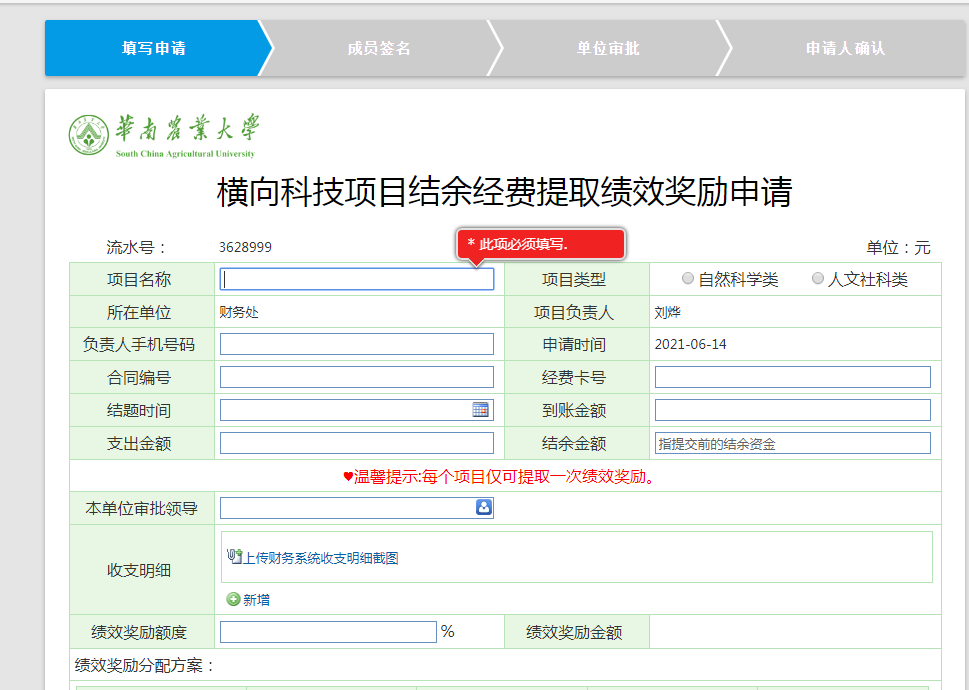 填写申请 成员签名 单位审批 申请人确认
華南農業大學
South China Agricultural University
横向科技项目结余经费提取绩效奖励申请
* 此项必须填写.
流水号： 3628999 单位：元
项目名称 项目类型 自然科学类 人文社科类
所在单位 财务处 项目负责人 刘烨
负责人手机号码 申请时间 2021-06-14
合同编号 经费卡号
结题时间 到账金额
支出金额 结余金额 指提交前的结余资金
♥温馨提示:每个项目仅可提取一次绩效奖励。
本单位审批领导
收支明细 上传财务系统收支明细截图
新增
绩效奖励额度 % 绩效奖励金额
绩效奖励分配方案：